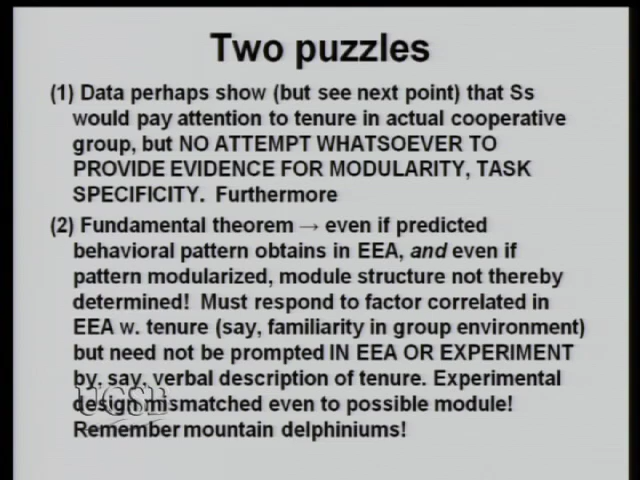 Two puzzles
(1) Data perhaps show (but see next point) that Ss
would pay attention to tenure in actual cooperative
group, but NO ATTEMPT WHATSOEVER TO
PROVIDE EVIDENCE FOR MODULARITY, TASK
SPECIFICITY. Furthermore
(2) Fundamental theorem → even if predicted
behavioral pattern obtains in EEA, and even if
pattern modularized, module structure not thereby
determined! Must respond to factor correlated in
EEA w. tenure (say, familiarity in group environment)
but need not be prompted IN EEA OR EXPERIMENT
by, say, verbal description of tenure. Experimental
design mismatched even to possible module!
Remember mountain delphiniums!
UCSB